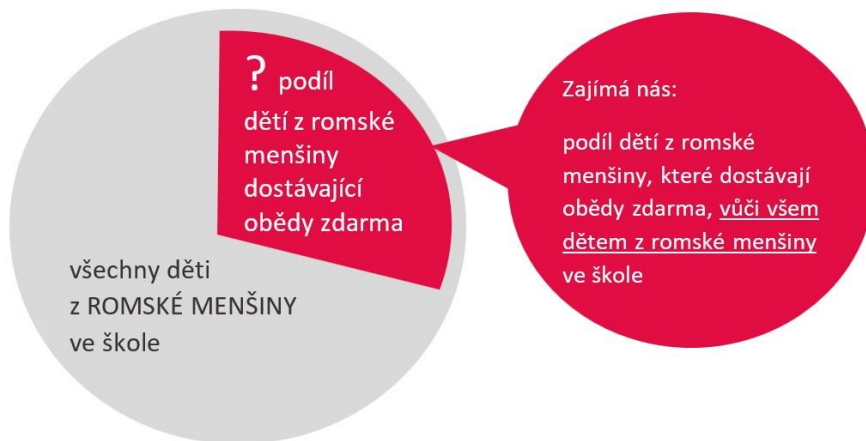 ? podíl
dětí z romské
menšiny
dostávající
obědy zdarma
všechny děti
z ROMSKÉ MENŠINY
ve škole
Zajímá nás:
podíl dětí z romské
menšiny, které dostávají
obědy zdarma, vůči všem
dětem z romské menšiny
ve škole